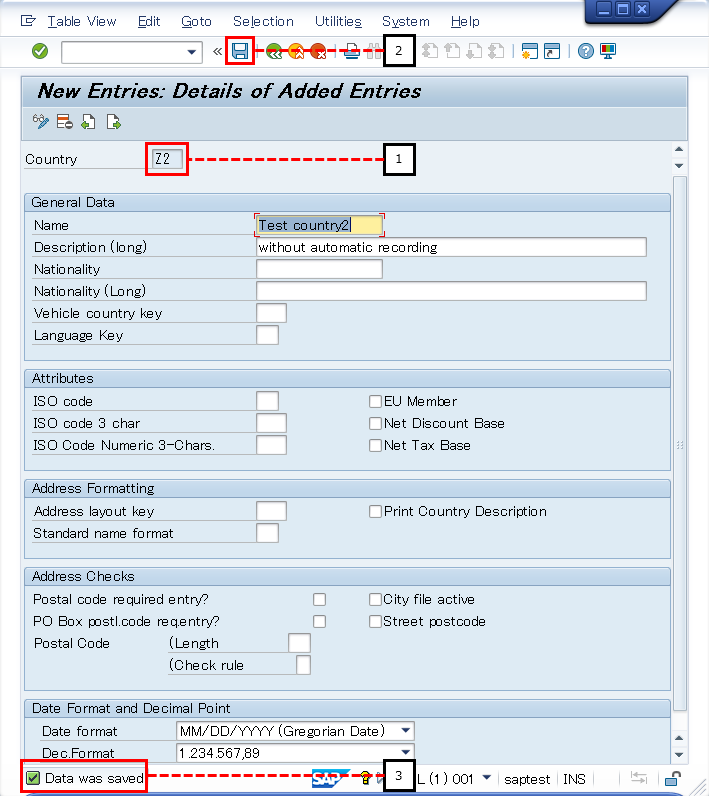 Table View Edit Goto Selection Utilities System Help
2
New Entries: Details of Added Entries
Country Z2
1
General Data
Name Test country2
Description (long) without automatic recording
Nationality
Nationality (Long)
Vehicle country key
Language Key
Attributes
ISO code EU Member
ISO code 3 char Net Discount Base
ISO Code Numeric 3-Chars. Net Tax Base
Address Formatting
Address layout key Print Country Description
Standard name format
Address Checks
Postal code required entry? City file active
PO Box postl.code req.entry? Street postcode
Postal Code (Length
(Check rule
Date Format and Decimal Point
Date format MM/DD/YYYY (Gregorian Date)
Dec.Format 1.234.567,89
Data was saved SAP 3 L (1) 001 saptest INS